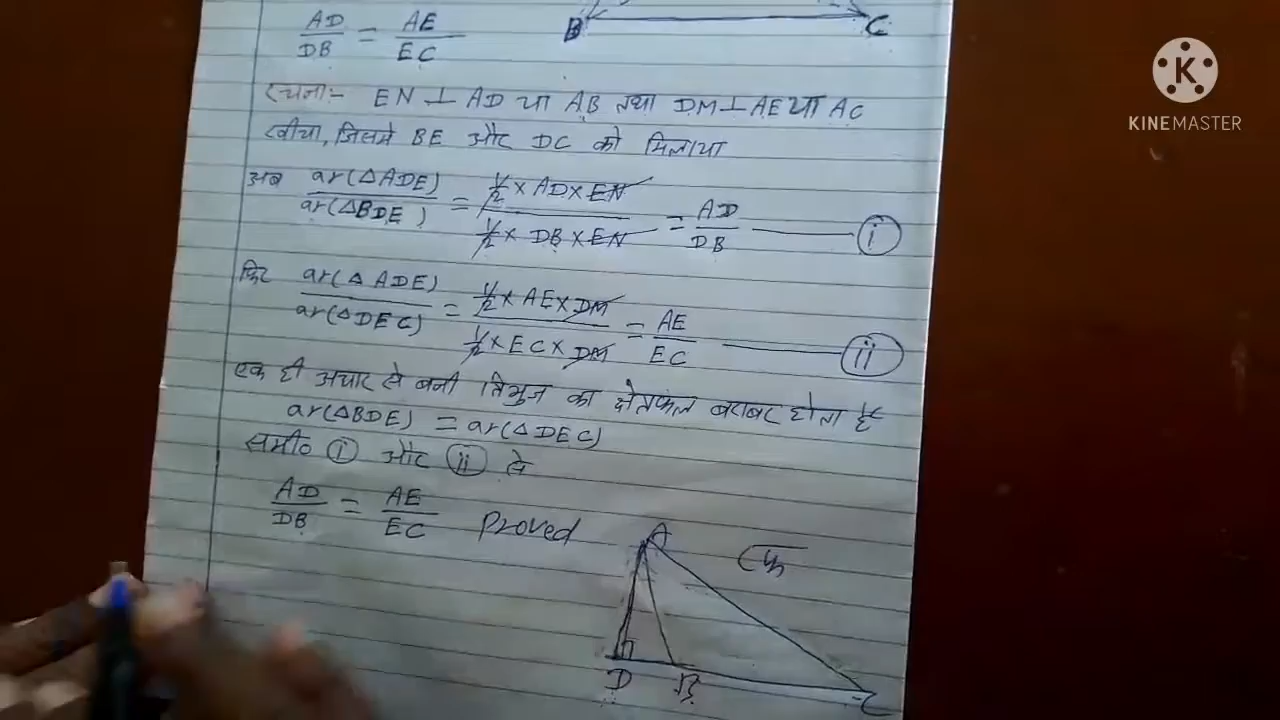 B C
AD/DB = AE/EC
रचना:- EN ⊥ AD या AB तथा DM ⊥ AE या AC
खींचा, जिसमे BE और DC को मिलाया
अब ar(△ADE)/ar(△BDE) = ½ × AD × EN / ½ × DB × EN = AD/DB —— (i)
फिर ar(△ADE)/ar(△DEC) = ½ × AE × DM / ½ × EC × DM = AE/EC —— (ii)
एक ही अधार से बनी त्रिभुज का क्षेत्रफल बराबर होता है
ar(△BDE) = ar(△DEC)
समी० (i) और (ii) से
AD/DB = AE/EC Proved
A
D B C
K
KINEMASTER